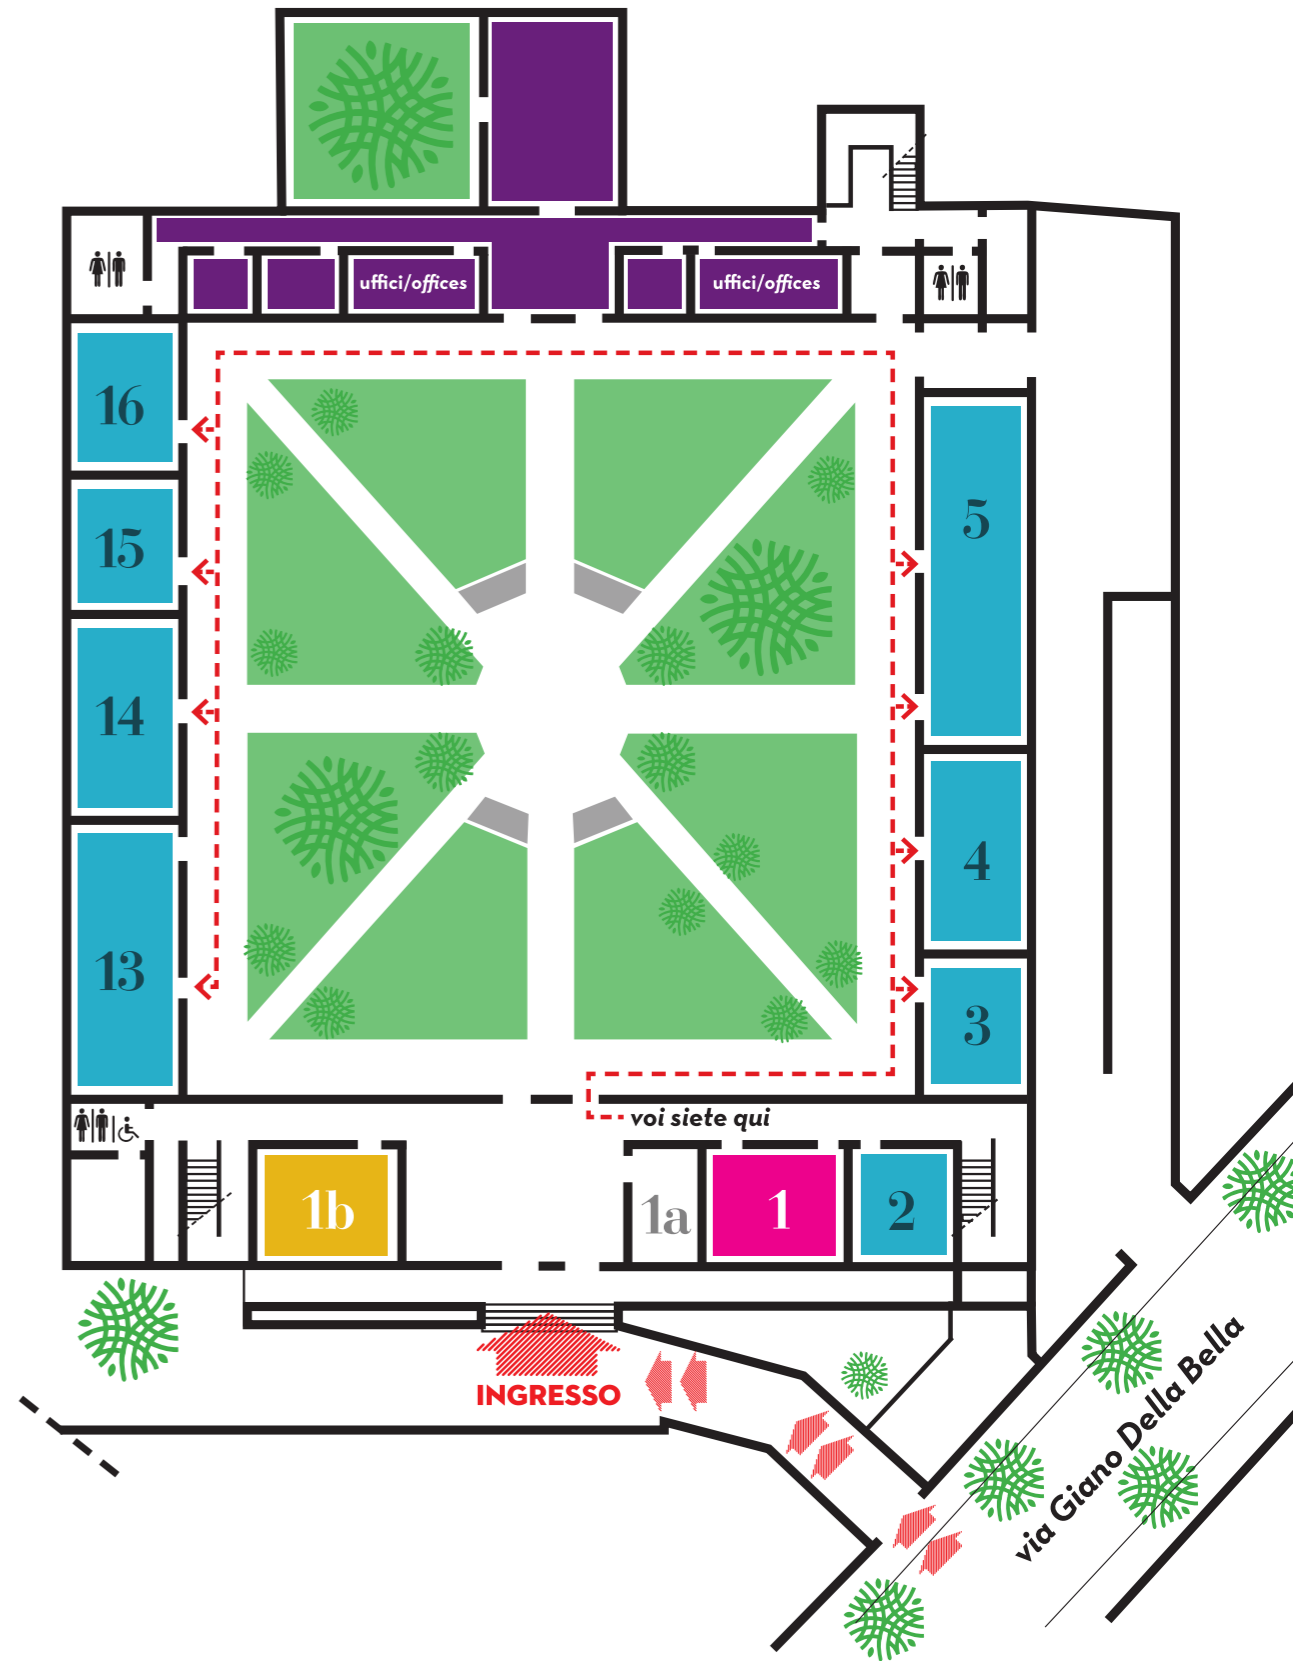 uffici/offices
uffici/offices
16
15
14
13
5
4
3
voi siete qui
1b
1a
1
2
INGRESSO
via Giano Della Bella